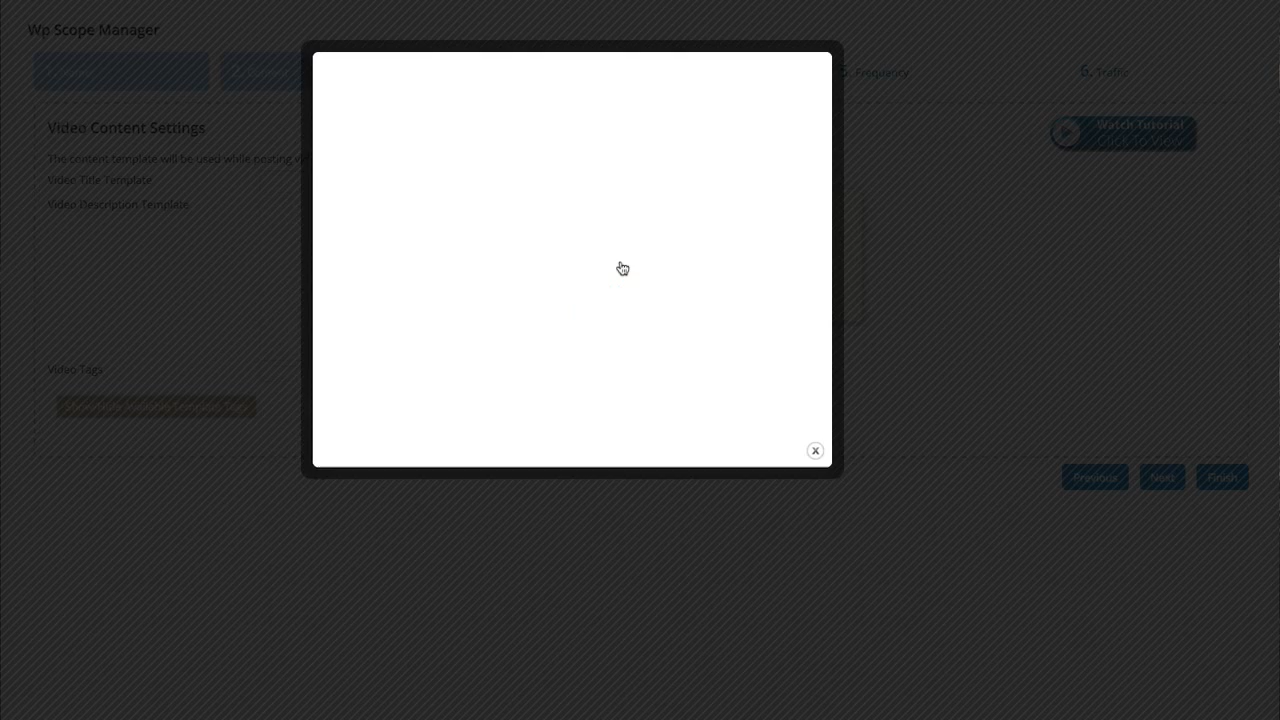 Wp Scope Manager
5. Frequency
6. Traffic
Video Content Settings
Watch Tutorial
Click To View
The content template will be used while posting
Video Title Template
Video Description Template
Video Tags
x
Previous
Next
Finish